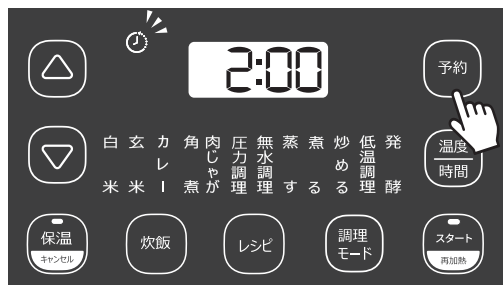 2:00
予約
白米
玄米
カレー
角煮
肉じゃが
圧力調理
無水調理
蒸す
煮る
炒める
低温調理
発酵
温度
時間
保温
キャンセル
炊飯
レシピ
調理
モード
スタート
再加熱